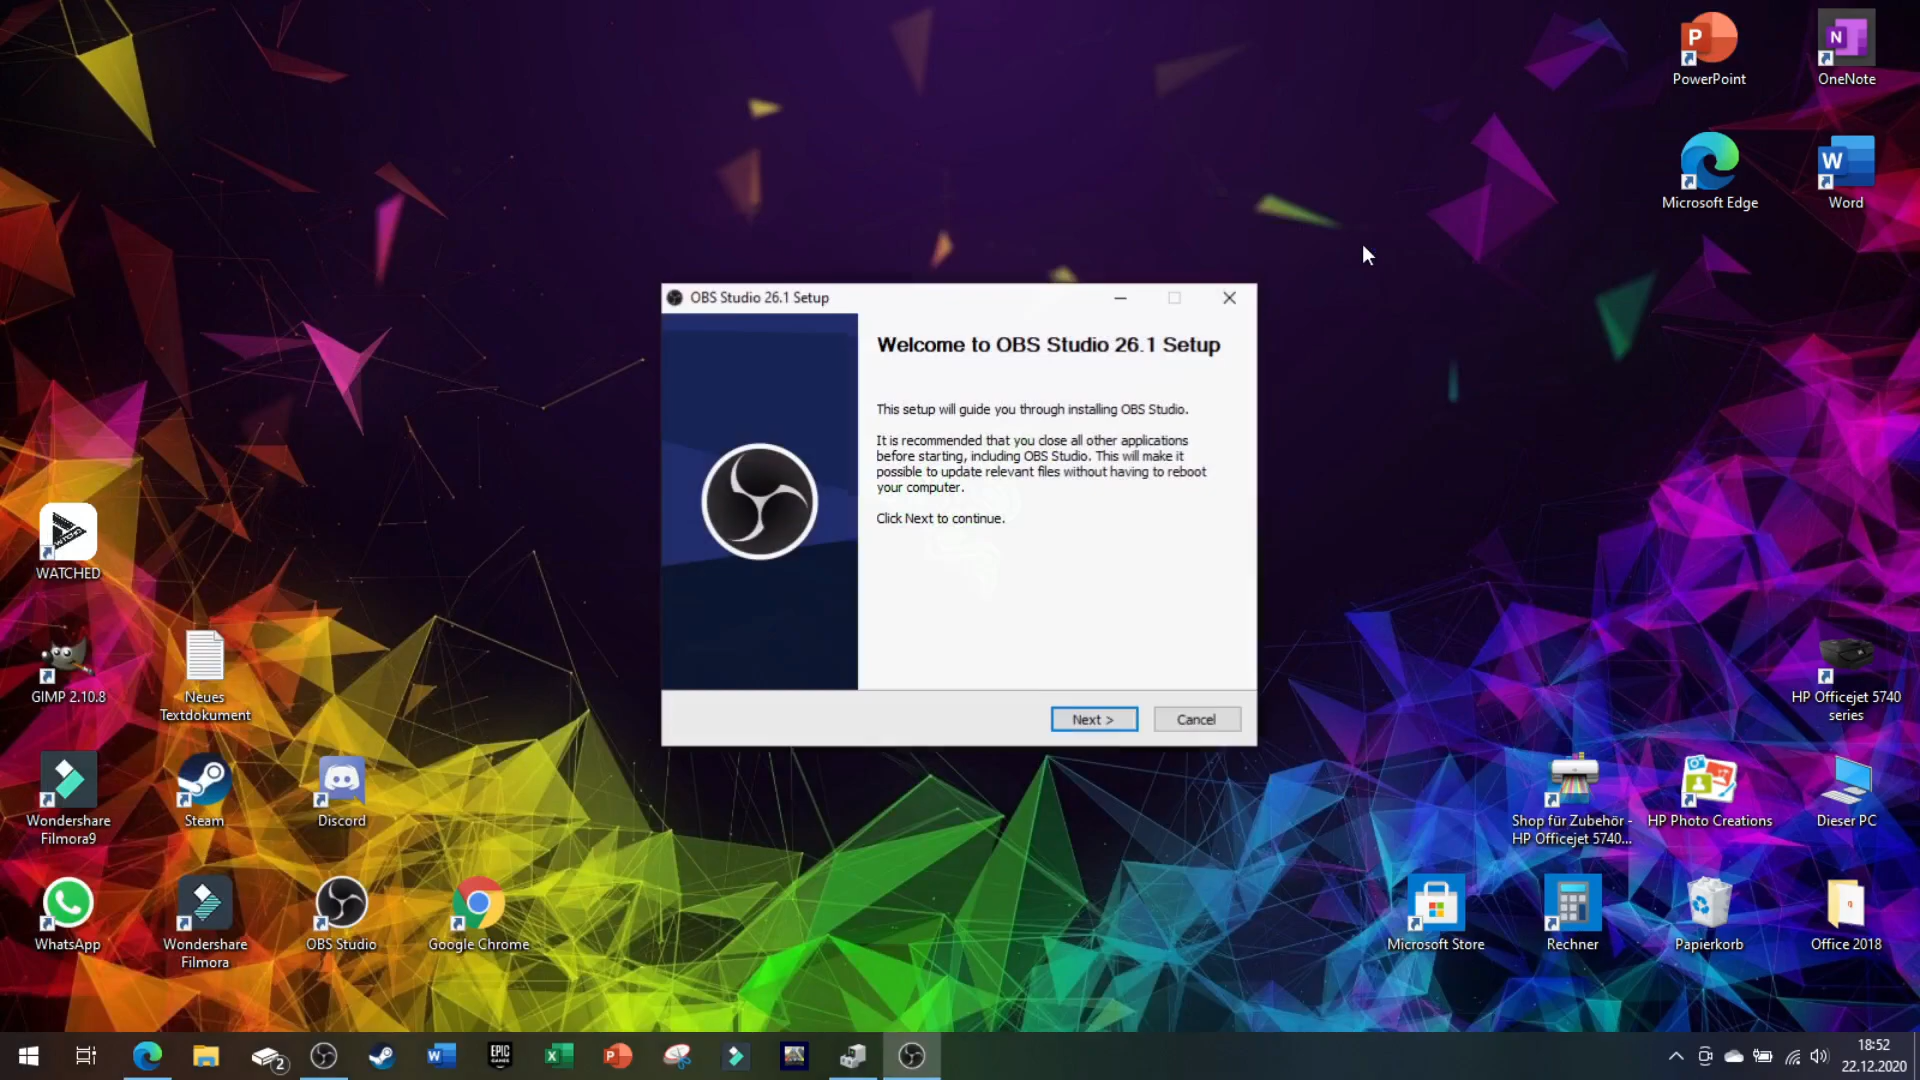 PowerPoint
OneNote
Microsoft Edge
Word
OBS Studio 26.1 Setup
Welcome to OBS Studio 26.1 Setup
This setup will guide you through installing OBS Studio.
It is recommended that you close all other applications
before starting, including OBS Studio. This will make it
possible to update relevant files without having to reboot
your computer.
Click Next to continue.
Next >
Cancel
WATCHED
GIMP 2.10.8
Neues
Textdokument
HP Officejet 5740
series
Wondershare
Filmora9
Steam
Discord
Shop für Zubehör -
HP Officejet 5740...
HP Photo Creations
Dieser PC
WhatsApp
Wondershare
Filmora
OBS Studio
Google Chrome
Microsoft Store
Rechner
Papierkorb
Office 2018
2
EPIC
GAMES
18:52
22.12.2020